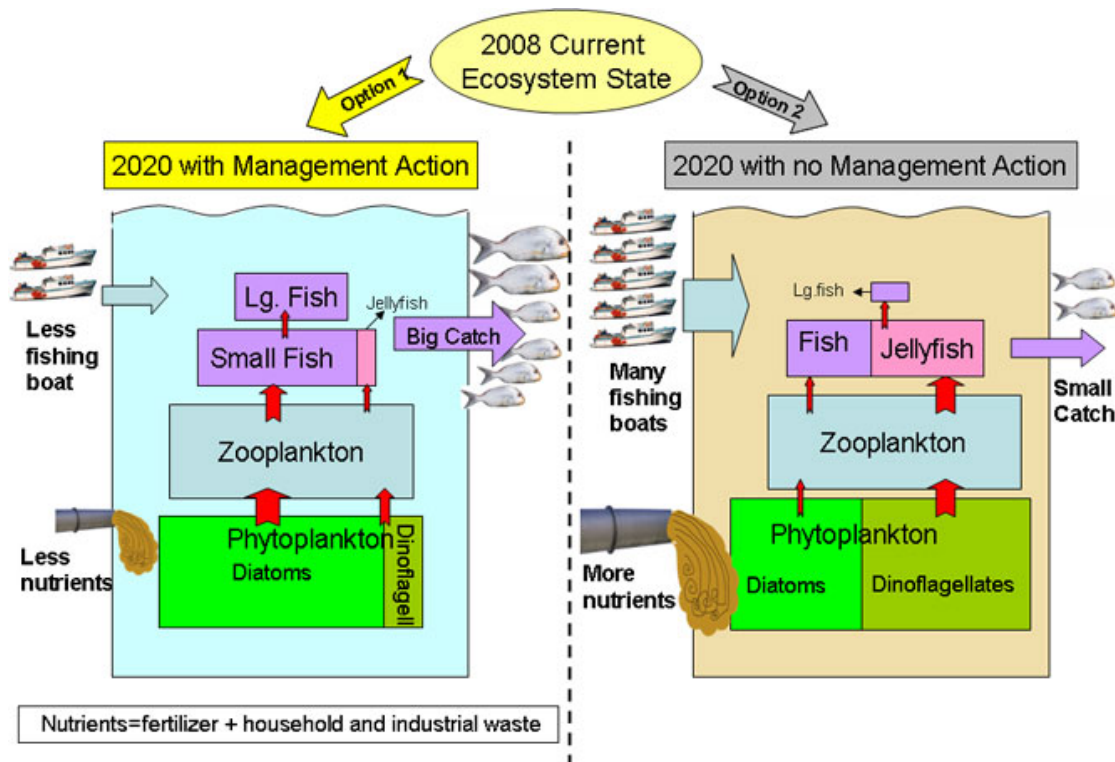 2008 Current
Ecosystem State
Option 1
Option 2
2020 with Management Action
Less
fishing
boat
Lg. Fish
Jellyfish
Small Fish
Big Catch
Zooplankton
Less
nutrients
Phytoplankton
Diatoms
Dinoflagell
Nutrients=fertilizer + household and industrial waste
2020 with no Management Action
Many
fishing
boats
Lg.fish
Fish
Jellyfish
Small
Catch
Zooplankton
More
nutrients
Phytoplankton
Diatoms
Dinoflagellates